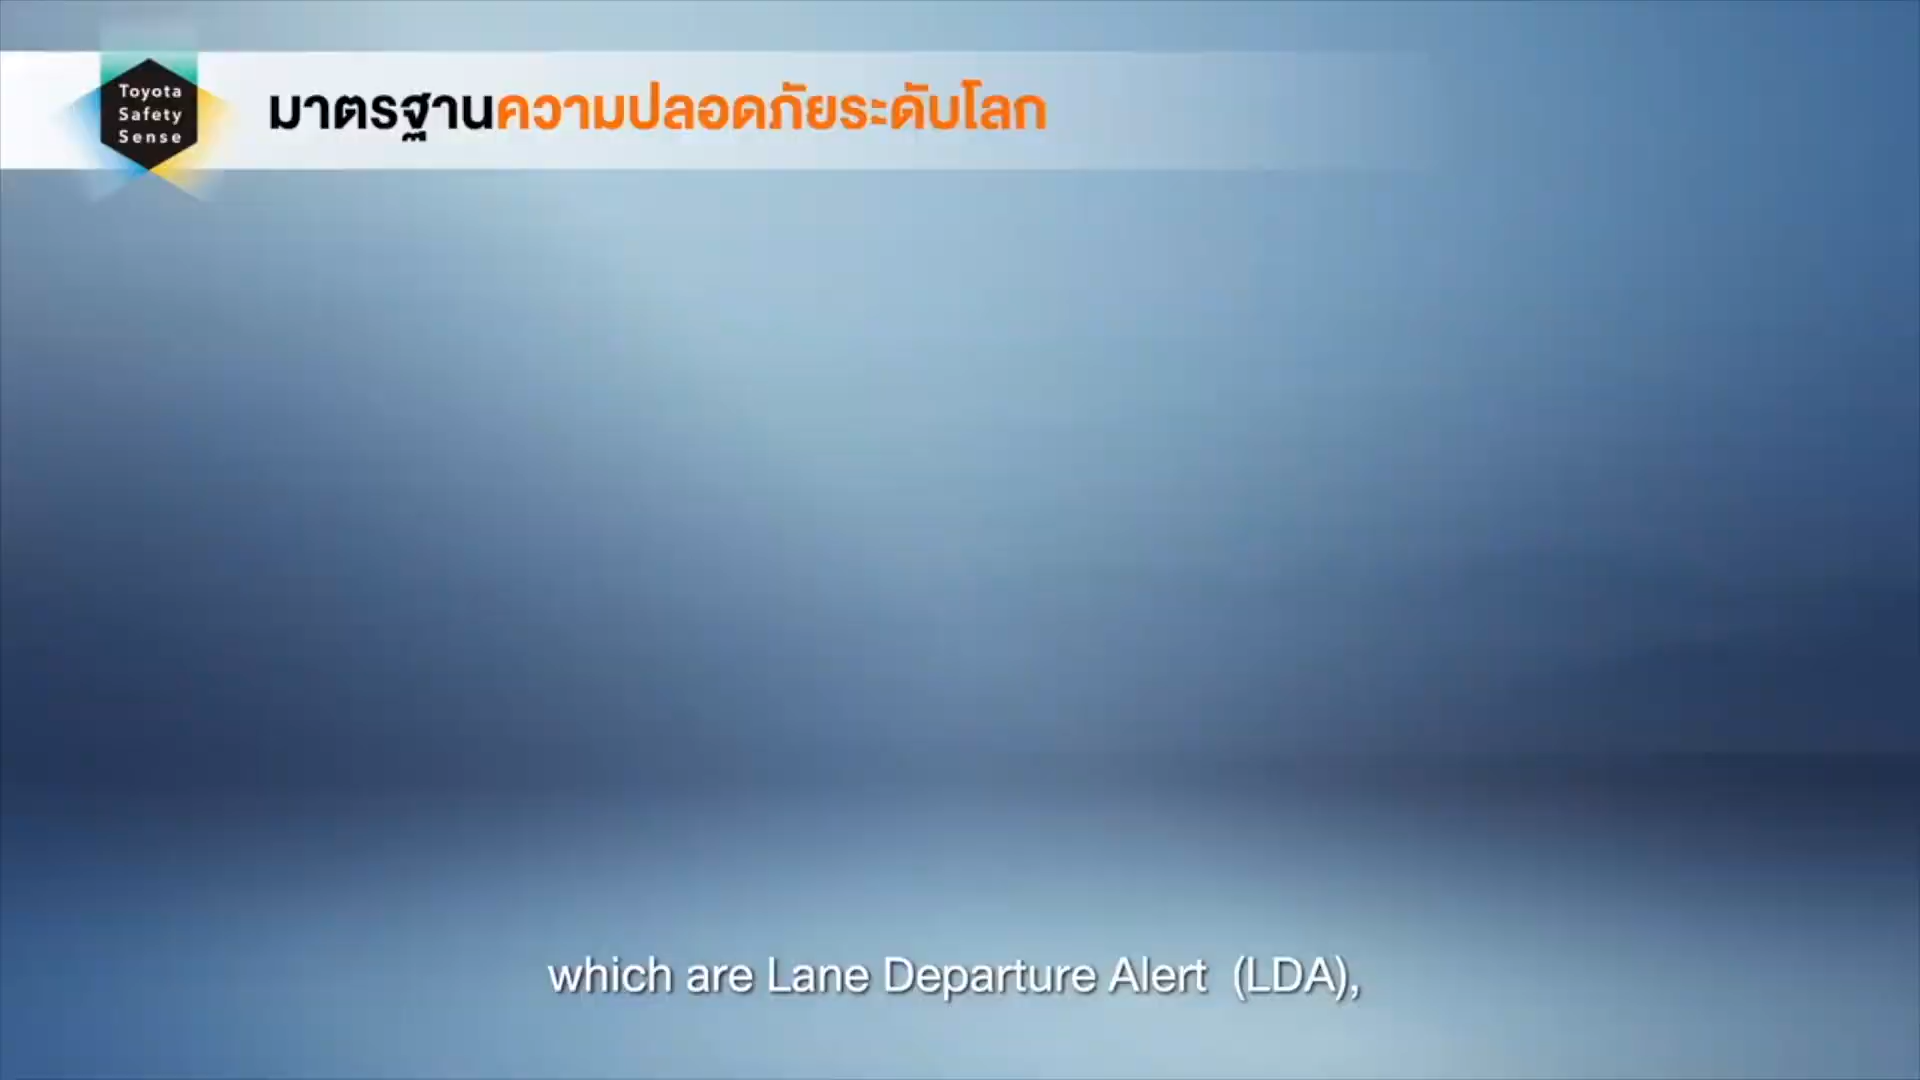 Toyota
Safety
Sense
มาตรฐานความปลอดภัยระดับโลก
which are Lane Departure Alert (LDA),